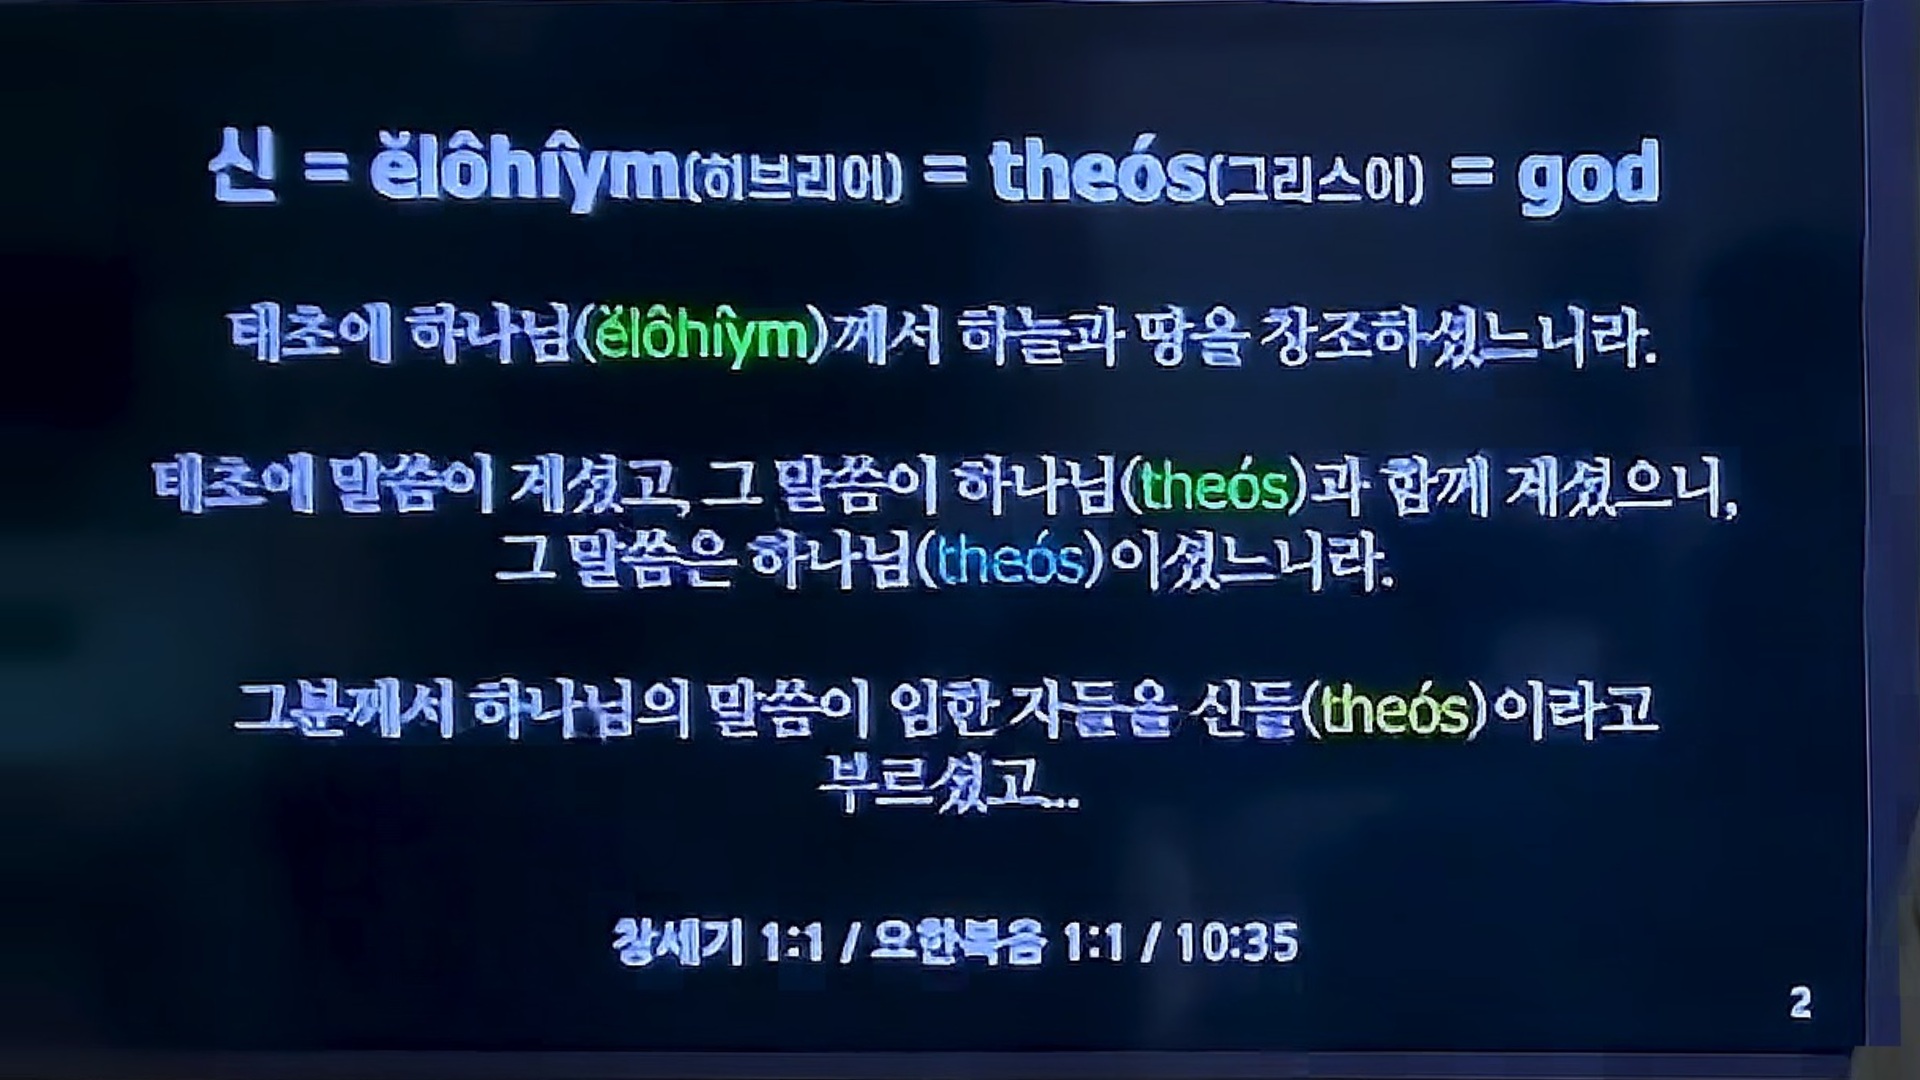 신 = ĕlôhîym(히브리어) = theós(그리스어) = god
태초에 하나님(ĕlôhîym)께서 하늘과 땅을 창조하셨느니라.
태초에 말씀이 계셨고, 그 말씀이 하나님(theós)과 함께 계셨으니,
그 말씀은 하나님(theós)이셨느니라.
그분께서 하나님의 말씀이 임한 자들을 신들(theós)이라고
부르셨고...
창세기 1:1 / 요한복음 1:1 / 10:35
2